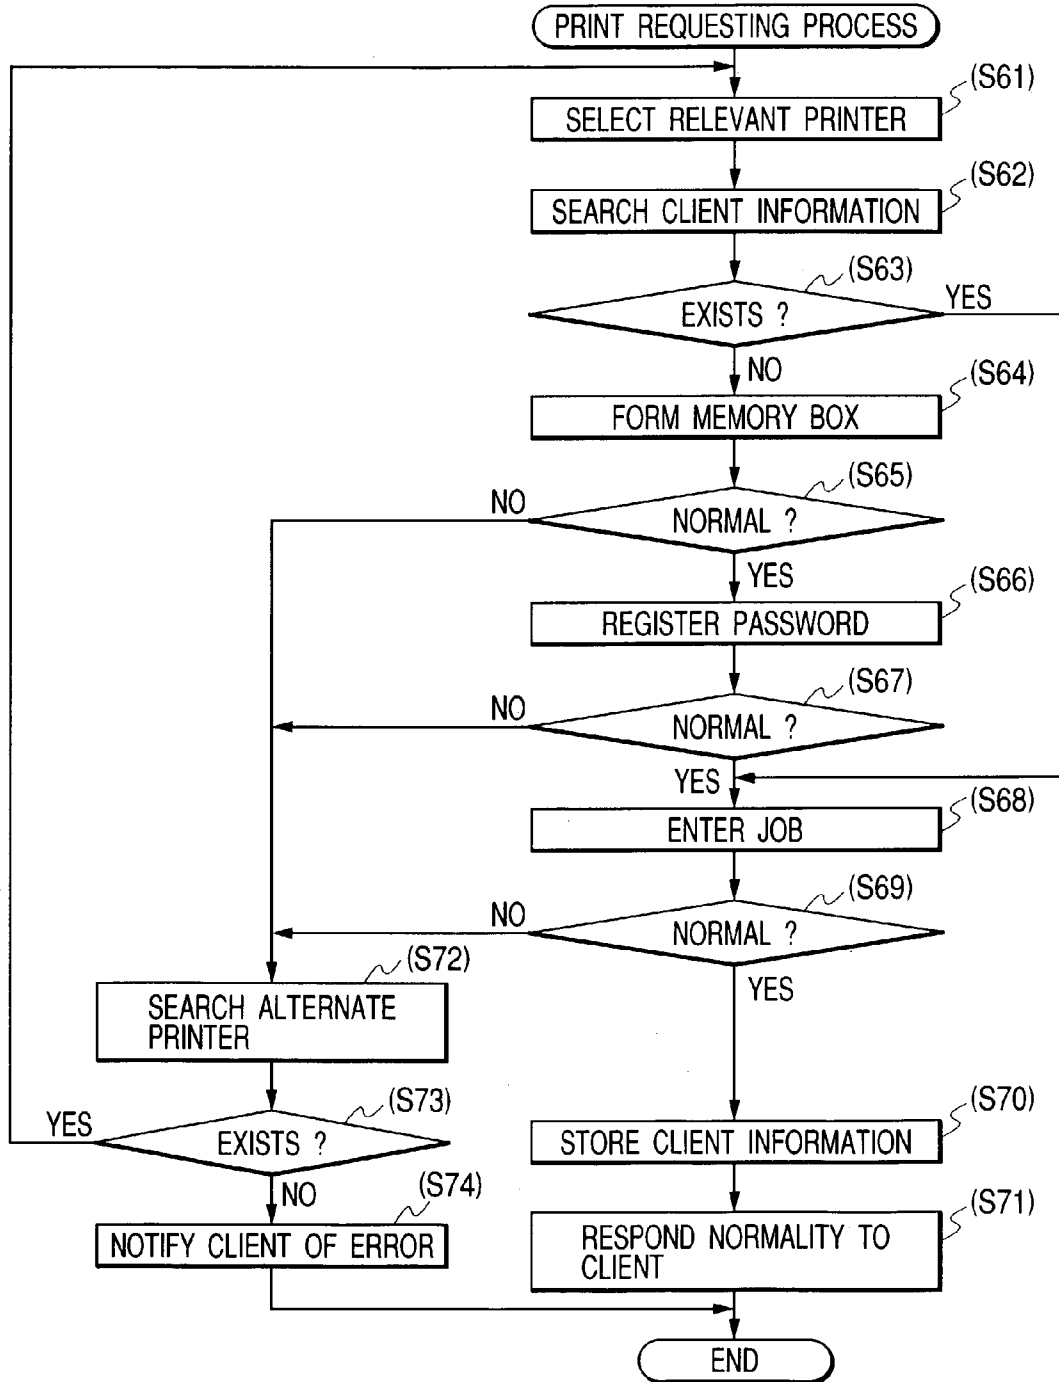 PRINT REQUESTING PROCESS
(S61)
SELECT RELEVANT PRINTER
(S62)
SEARCH CLIENT INFORMATION
(S63)
EXISTS ?
YES
NO
(S64)
FORM MEMORY BOX
(S65)
NO
NORMAL ?
YES
(S66)
REGISTER PASSWORD
(S67)
NO
NORMAL ?
YES
(S68)
ENTER JOB
(S69)
NO
NORMAL ?
YES
(S72)
SEARCH ALTERNATE
PRINTER
(S73)
YES
EXISTS ?
NO
(S74)
NOTIFY CLIENT OF ERROR
(S70)
STORE CLIENT INFORMATION
(S71)
RESPOND NORMALITY TO
CLIENT
END